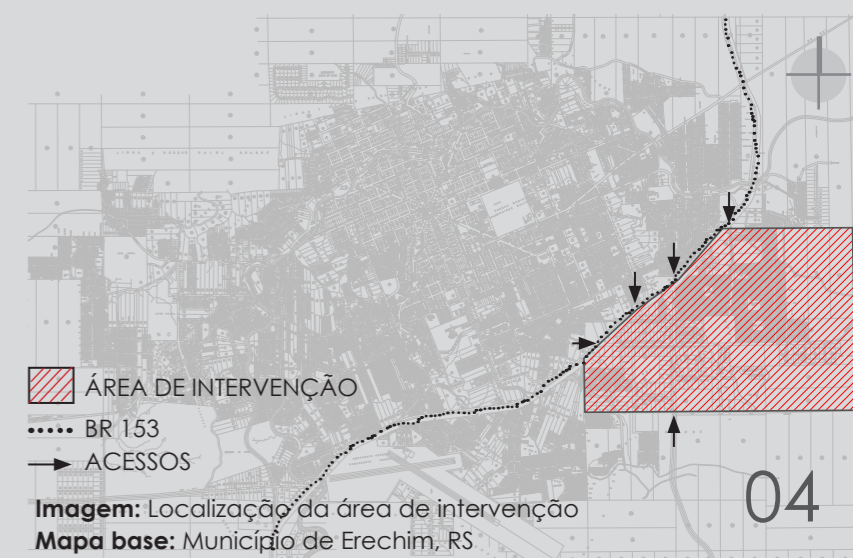 ÁREA DE INTERVENÇÃO
BR 153
ACESSOS
Imagem: Localização da área de intervenção
Mapa base: Município de Erechim, RS
04